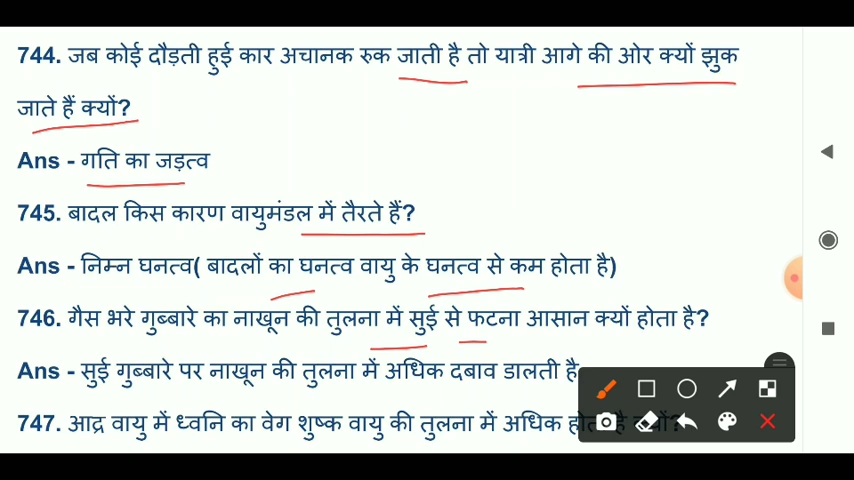 744. जब कोई दौड़ती हुई कार अचानक रुक जाती है तो यात्री आगे की ओर क्यों झुक
जाते हैं क्यों?
Ans - गति का जड़त्व
745. बादल किस कारण वायुमंडल में तैरते हैं?
Ans - निम्न घनत्व( बादलों का घनत्व वायु के घनत्व से कम होता है)
746. गैस भरे गुब्बारे का नाखून की तुलना में सुई से फटना आसान क्यों होता है?
Ans - सुई गुब्बारे पर नाखून की तुलना में अधिक दबाव डालती है
747. आद्र वायु में ध्वनि का वेग शुष्क वायु की तुलना में अधिक होता है क्यों?